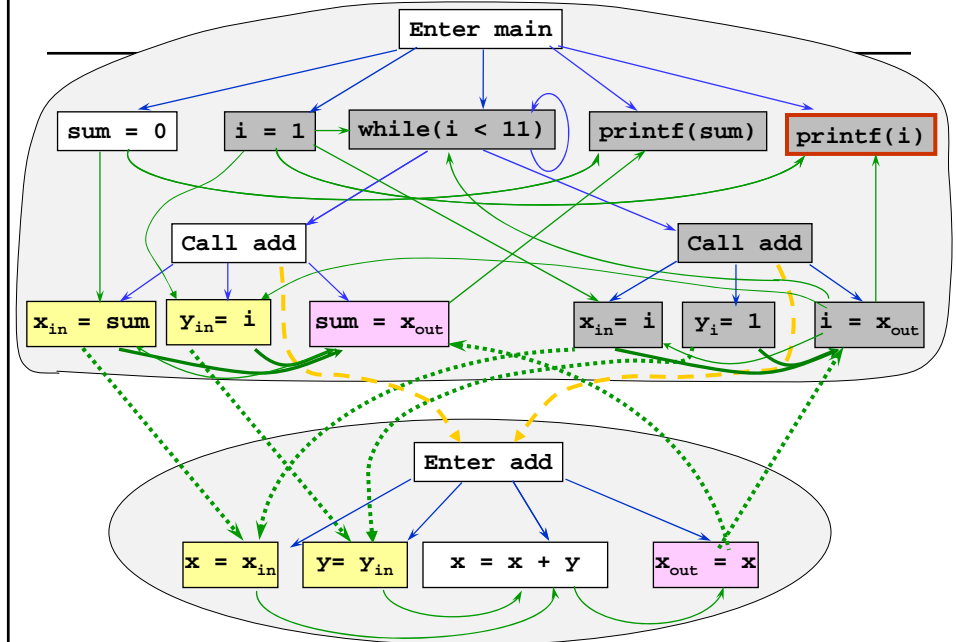 Enter main
sum = 0
i = 1
while(i < 11)
printf(sum)
printf(i)
Call add
Call add
xin = sum
yin= i
sum = xout
xin= i
yi= 1
i = xout
Enter add
x = xin
y= yin
x = x + y
xout = x